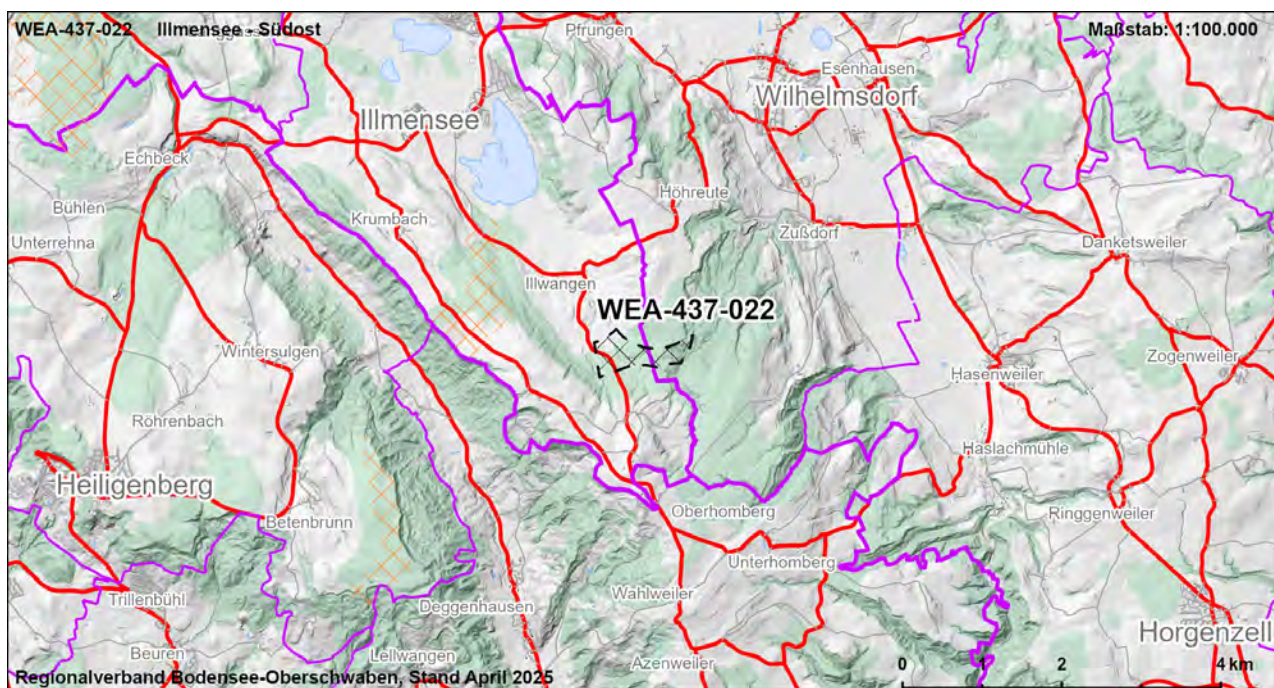 WEA-437-022 Illmensee - Südost
Maßstab: 1:100.000
Pfrungen
Esenhausen
Wilhelmsdorf
Illmensee
Echbeck
Bühlen
Höhreute
Krumbach
Zußdorf
Unterrehna
Danketsweiler
Illwangen
WEA-437-022
Wintersulgen
Zogenweiler
Hasenweiler
Röhrenbach
Haslachmühle
Heiligenberg
Oberhomberg
Ringgenweiler
Betenbrunn
Unterhomberg
Trillenbühl
Deggenhausen
Wahlweiler
Horgenzell
Beuren
Lellwangen
Azenweiler
0 1 2 4 km
Regionalverband Bodensee-Oberschwaben, Stand April 2025